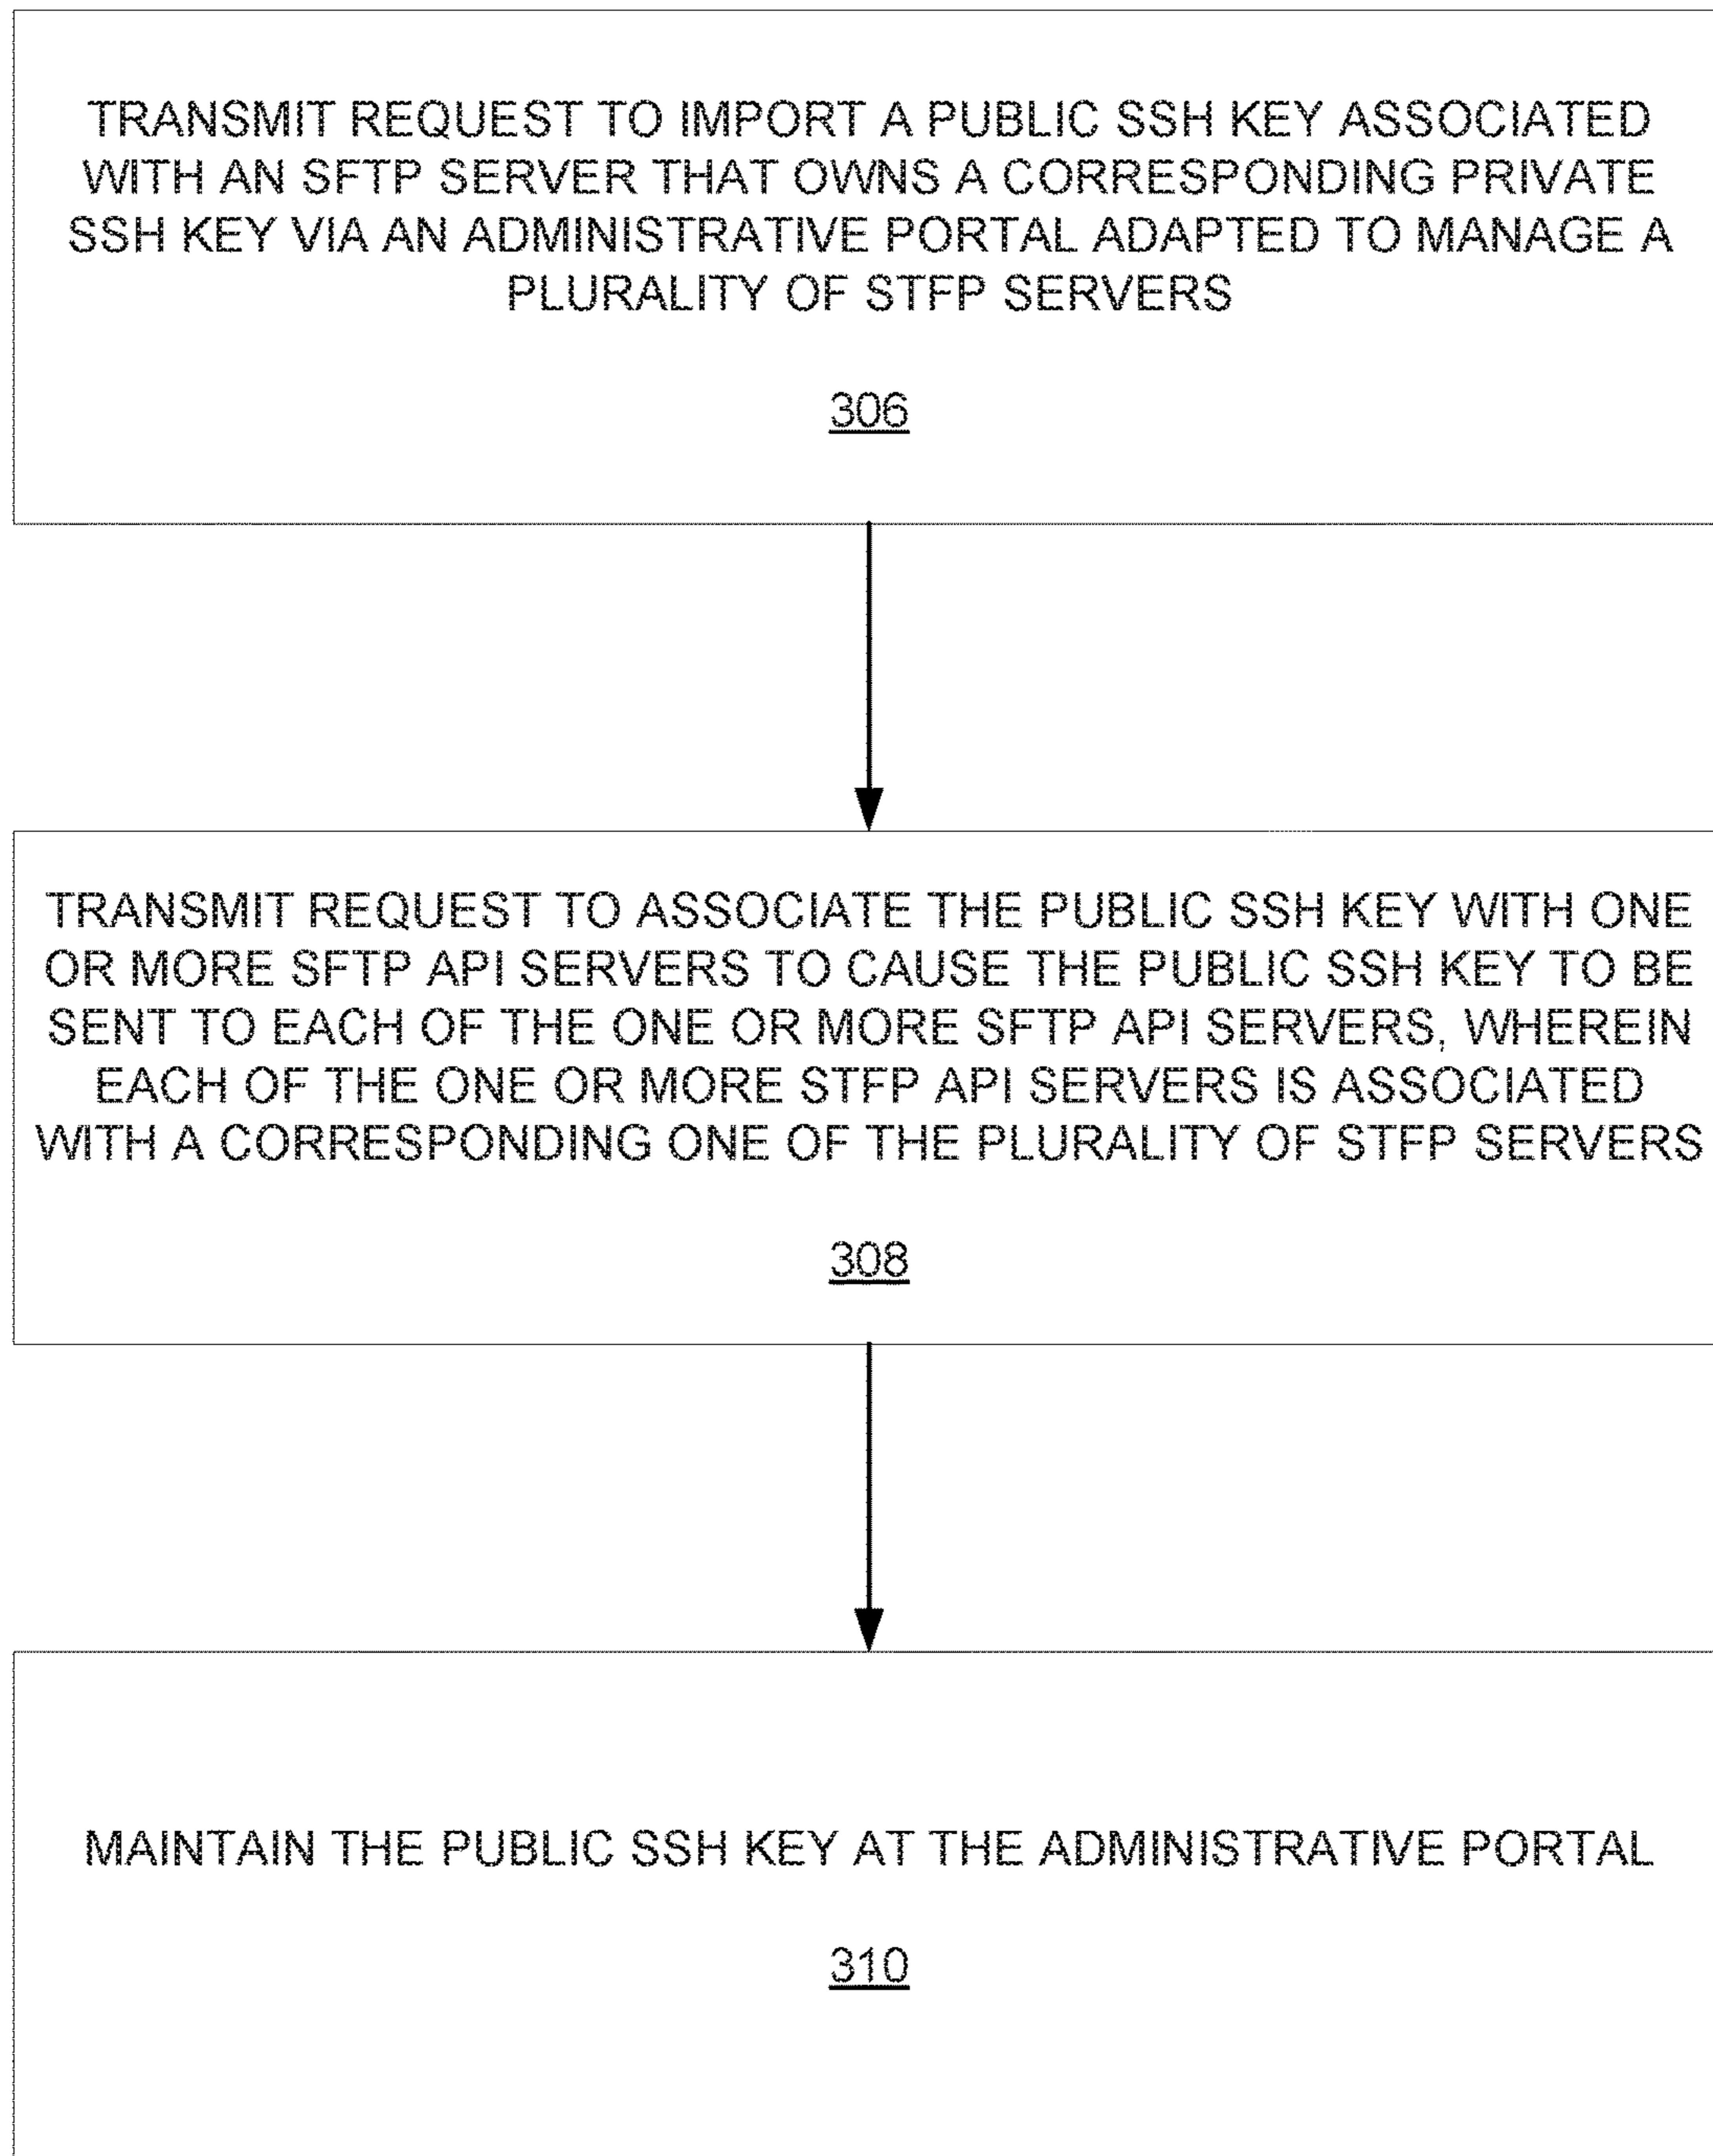 TRANSMIT REQUEST TO IMPORT A PUBLIC SSH KEY ASSOCIATED
WITH AN SFTP SERVER THAT OWNS A CORRESPONDING PRIVATE
SSH KEY VIA AN ADMINISTRATIVE PORTAL ADAPTED TO MANAGE A
PLURALITY OF STFP SERVERS
306
TRANSMIT REQUEST TO ASSOCIATE THE PUBLIC SSH KEY WITH ONE
OR MORE SFTP API SERVERS TO CAUSE THE PUBLIC SSH KEY TO BE
SENT TO EACH OF THE ONE OR MORE SFTP API SERVERS, WHEREIN
EACH OF THE ONE OR MORE STFP API SERVERS IS ASSOCIATED
WITH A CORRESPONDING ONE OF THE PLURALITY OF STFP SERVERS
308
MAINTAIN THE PUBLIC SSH KEY AT THE ADMINISTRATIVE PORTAL
310